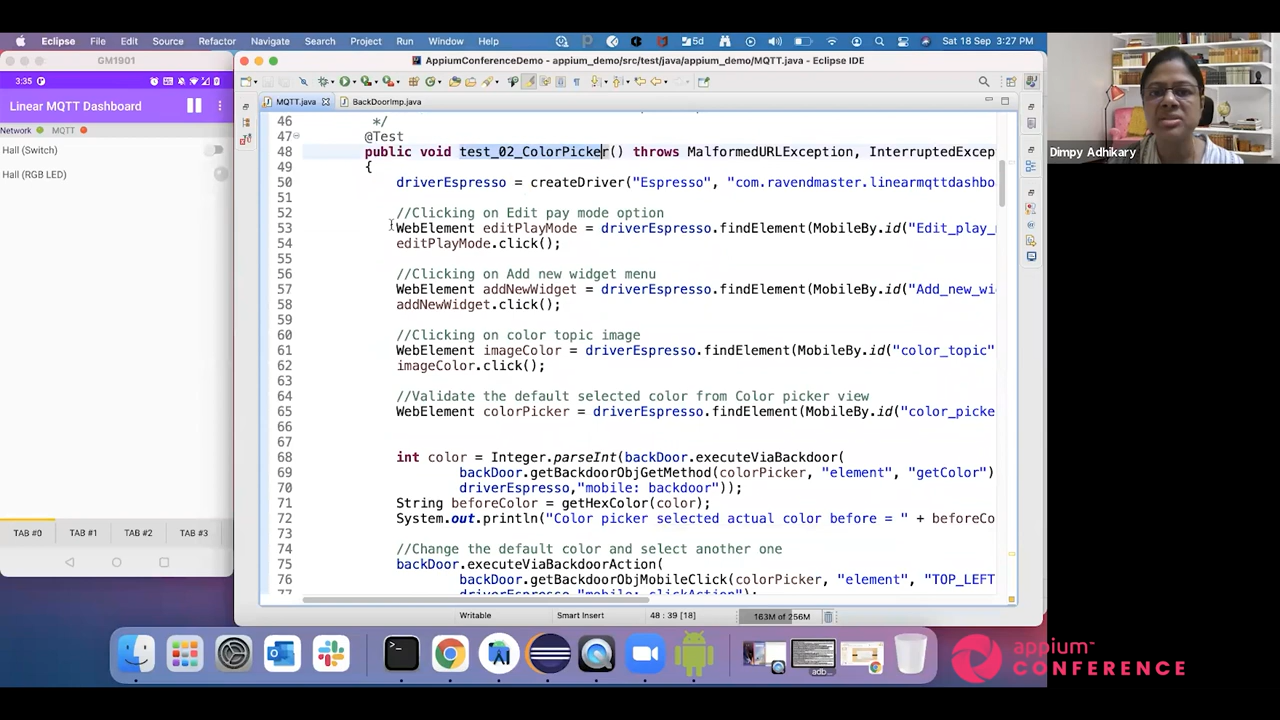 Eclipse File Edit Source Refactor Navigate Search Project Run Window Help 5d Sat 18 Sep 3:27 PM
GM1901
AppiumConferenceDemo - appium_demo/src/test/java/appium_demo/MQTT.java - Eclipse IDE
3:35
Linear MQTT Dashboard
Network MQTT
Hall (Switch)
Hall (RGB LED)
TAB #0 TAB #1 TAB #2 TAB #3
MQTT.java BackDoorImp.java
46 */
47 @Test
48 public void test_02_ColorPicker() throws MalformedURLException, InterruptedExcep
49 {
50 driverEspresso = createDriver("Espresso", "com.ravendmaster.linearmqttdashbo
51
52 //Clicking on Edit pay mode option
53 WebElement editPlayMode = driverEspresso.findElement(MobileBy.id("Edit_play_
54 editPlayMode.click();
55
56 //Clicking on Add new widget menu
57 WebElement addNewWidget = driverEspresso.findElement(MobileBy.id("Add_new_wi
58 addNewWidget.click();
59
60 //Clicking on color topic image
61 WebElement imageColor = driverEspresso.findElement(MobileBy.id("color_topic"
62 imageColor.click();
63
64 //Validate the default selected color from Color picker view
65 WebElement colorPicker = driverEspresso.findElement(MobileBy.id("color_picke
66
67
68 int color = Integer.parseInt(backDoor.executeViaBackdoor(
69 backDoor.getBackdoorObjGetMethod(colorPicker, "element", "getColor")
70 driverEspresso,"mobile: backdoor"));
71 String beforeColor = getHexColor(color);
72 System.out.println("Color picker selected actual color before = " + beforeCo
73
74 //Change the default color and select another one
75 backDoor.executeViaBackdoorAction(
76 backDoor.getBackdoorObjMobileClick(colorPicker, "element", "TOP_LEFT
77 driverEspresso,"mobile: clickAction");
Writable Smart Insert 48 : 39 [18] 163M of 256M
Dimpy Adhikary
adb
appium
CONFERENCE